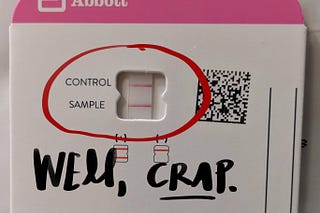 Abbott
CONTROL
SAMPLE
WELL, CRAP.